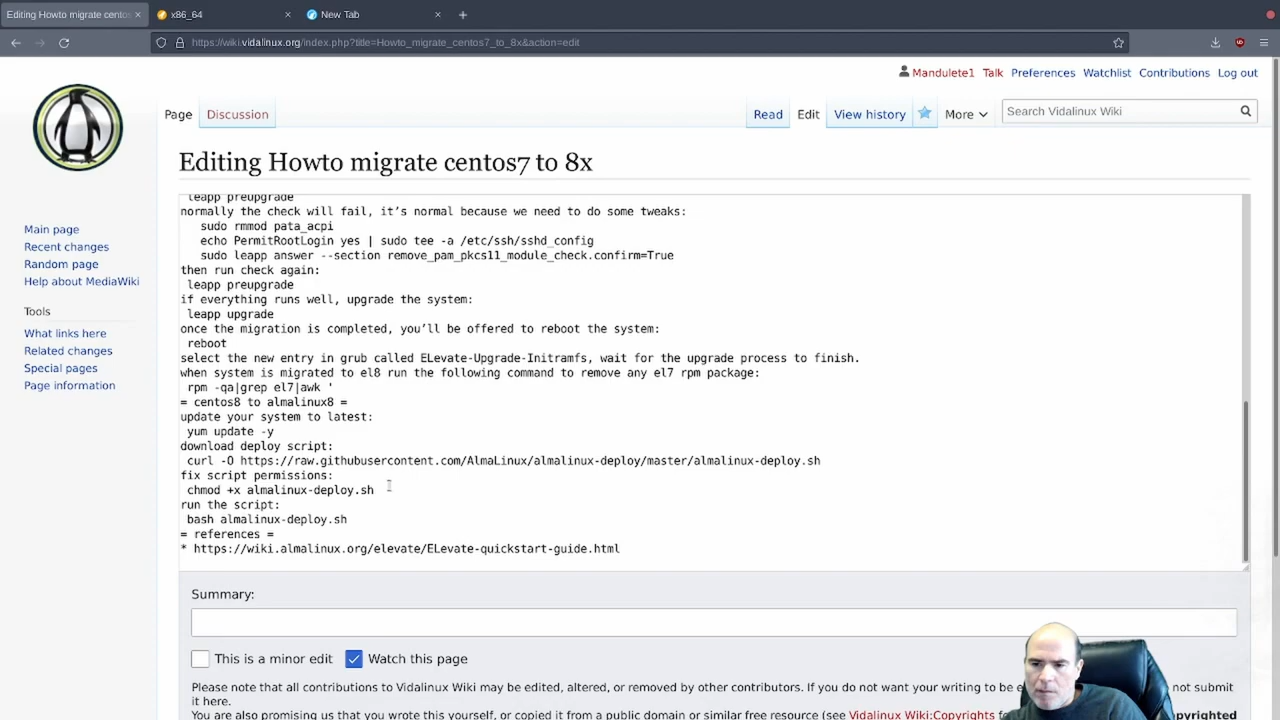 Editing Howto migrate centos
x86_64
New Tab
https://wiki.vidalinux.org/index.php?title=Howto_migrate_centos7_to_8x&action=edit
Mandulete1 Talk Preferences Watchlist Contributions Log out
Page Discussion Read Edit View history More Search Vidalinux Wiki
Editing Howto migrate centos7 to 8x
Main page
Recent changes
Random page
Help about MediaWiki
Tools
What links here
Related changes
Special pages
Page information
leapp preupgrade
normally the check will fail, it’s normal because we need to do some tweaks:
sudo rmmod pata_acpi
echo PermitRootLogin yes | sudo tee -a /etc/ssh/sshd_config
sudo leapp answer --section remove_pam_pkcs11_module_check.confirm=True
then run check again:
leapp preupgrade
if everything runs well, upgrade the system:
leapp upgrade
once the migration is completed, you’ll be offered to reboot the system:
reboot
select the new entry in grub called ELevate-Upgrade-Initramfs, wait for the upgrade process to finish.
when system is migrated to el8 run the following command to remove any el7 rpm package:
rpm -qa|grep el7|awk '
= centos8 to almalinux8 =
update your system to latest:
yum update -y
download deploy script:
curl -O https://raw.githubusercontent.com/AlmaLinux/almalinux-deploy/master/almalinux-deploy.sh
fix script permissions:
chmod +x almalinux-deploy.sh
run the script:
bash almalinux-deploy.sh
= references =
* https://wiki.almalinux.org/elevate/ELevate-quickstart-guide.html
Summary:
This is a minor edit Watch this page
Please note that all contributions to Vidalinux Wiki may be edited, altered, or removed by other contributors. If you do not want your writing to be e not submit
it here.
You are also promising us that you wrote this yourself, or copied it from a public domain or similar free resource (see Vidalinux Wiki:Copyrights pyrighted